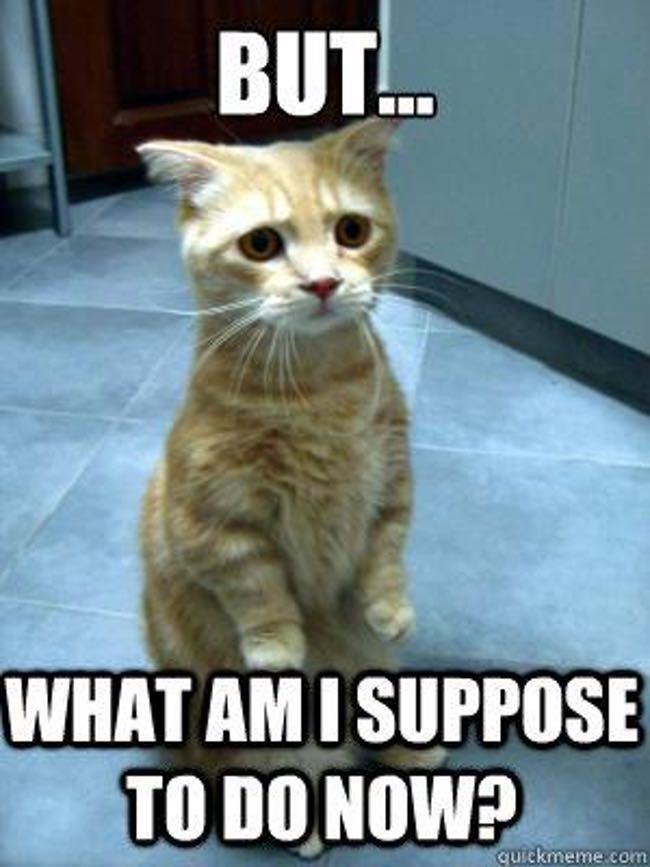 BUT...
WHAT AM I SUPPOSE
TO DO NOW?
quickmeme.com